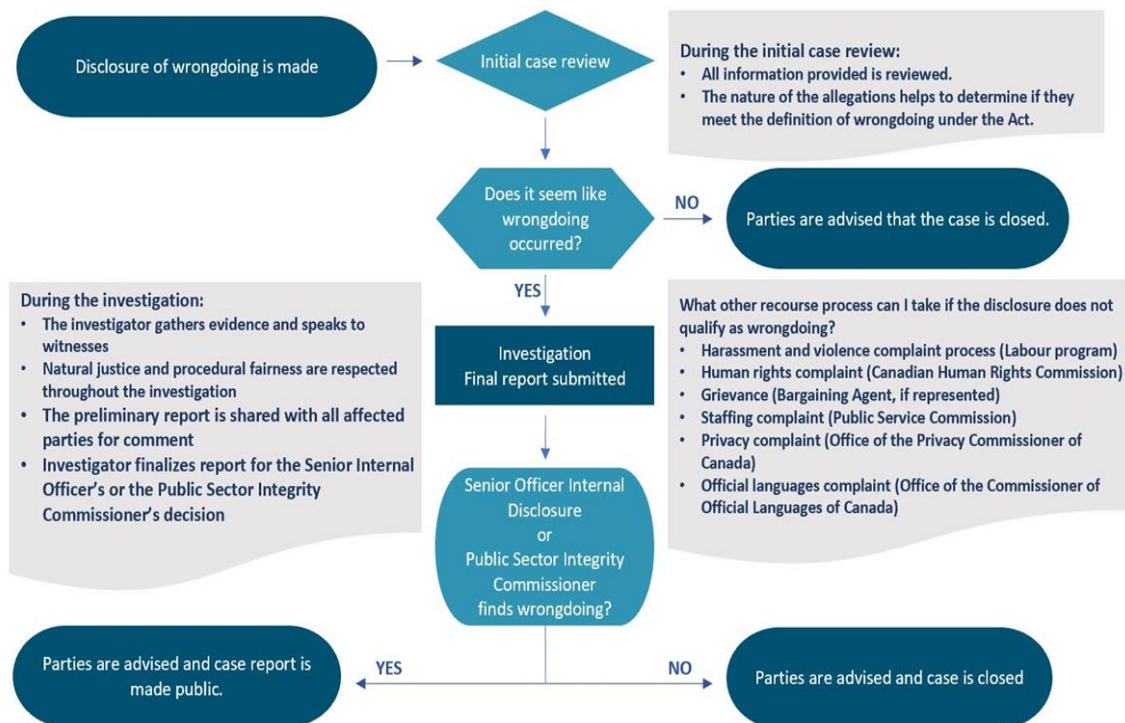 Disclosure of wrongdoing is made
Initial case review
During the initial case review:
• All information provided is reviewed.
• The nature of the allegations helps to determine if they
meet the definition of wrongdoing under the Act.
Does it seem like
wrongdoing
occurred?
NO
Parties are advised that the case is closed.
YES
During the investigation:
• The investigator gathers evidence and speaks to
witnesses
• Natural justice and procedural fairness are respected
throughout the investigation
• The preliminary report is shared with all affected
parties for comment
• Investigator finalizes report for the Senior Internal
Officer's or the Public Sector Integrity
Commissioner's decision
Investigation
Final report submitted
What other recourse process can I take if the disclosure does not
qualify as wrongdoing?
• Harassment and violence complaint process (Labour program)
• Human rights complaint (Canadian Human Rights Commission)
• Grievance (Bargaining Agent, if represented)
• Staffing complaint (Public Service Commission)
• Privacy complaint (Office of the Privacy Commissioner of
Canada)
• Official languages complaint (Office of the Commissioner of
Official Languages of Canada)
Senior Officer Internal
Disclosure
or
Public Sector Integrity
Commissioner
finds wrongdoing?
Parties are advised and case report is
made public.
YES
NO
Parties are advised and case is closed